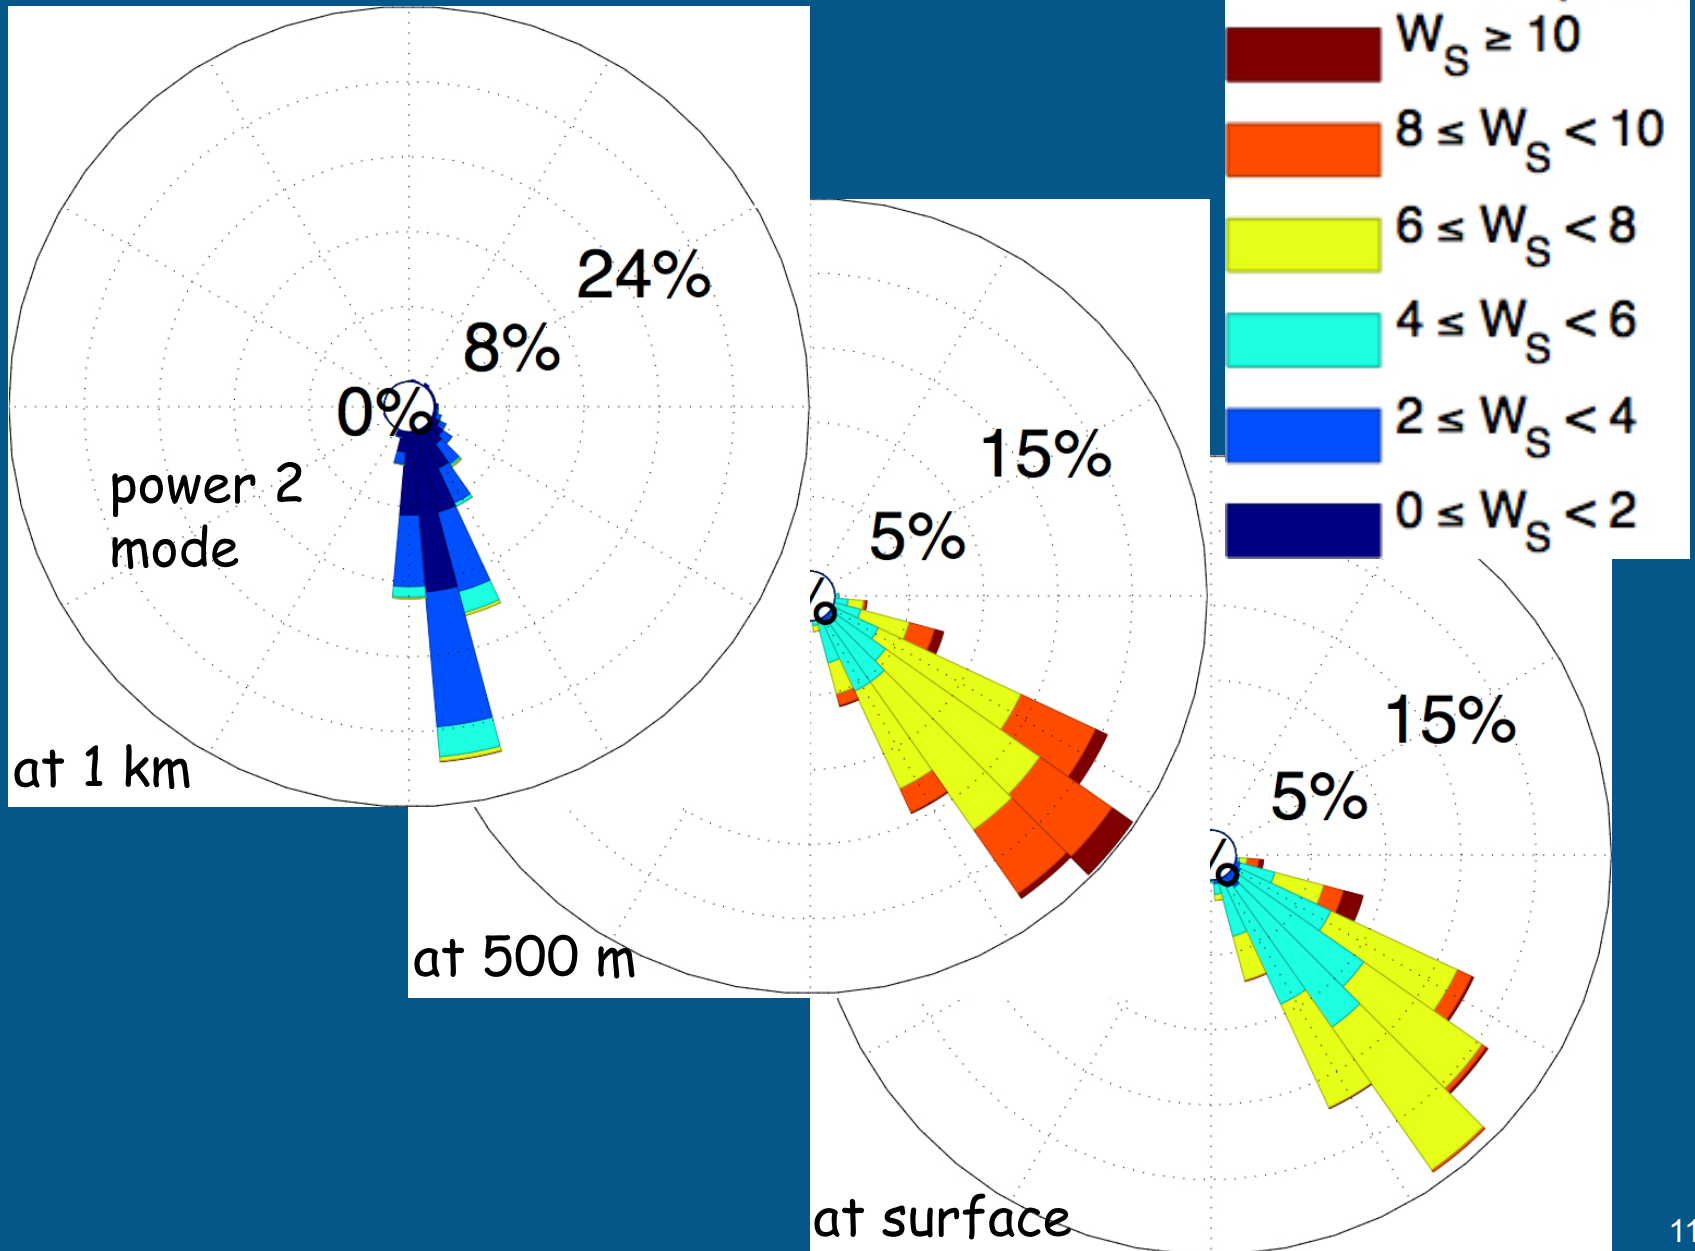 24%
8%
0%
power 2
mode
at 1 km
15%
5%
at 500 m
15%
5%
at surface
W_S ≥ 10
8 ≤ W_S < 10
6 ≤ W_S < 8
4 ≤ W_S < 6
2 ≤ W_S < 4
0 ≤ W_S < 2
11